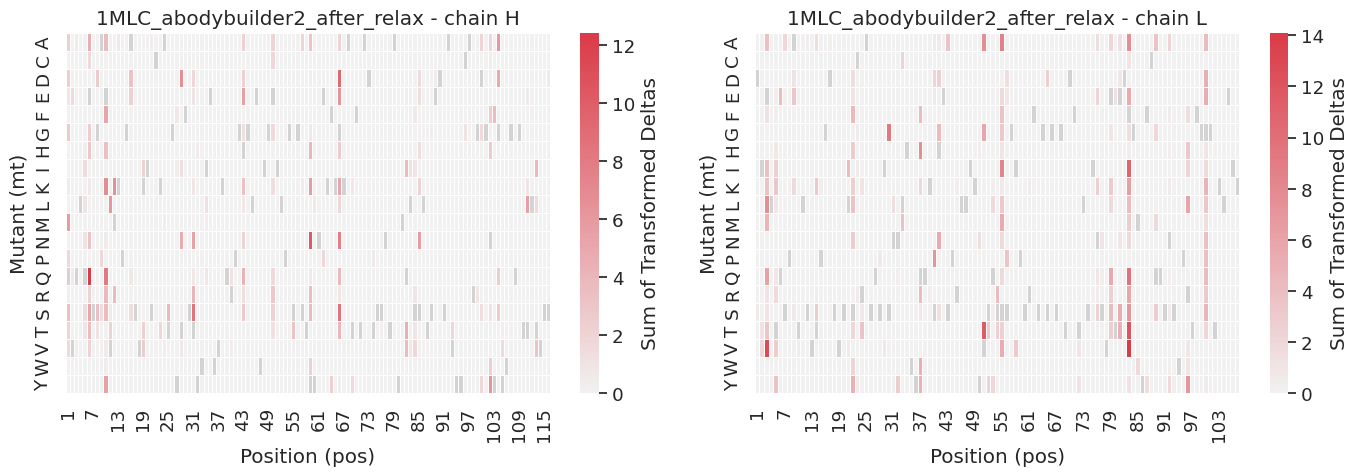 1MLC_abodybuilder2_after_relax - chain H
Mutant (mt)
A
C
D
E
F
G
H
I
K
L
M
N
P
Q
R
S
T
V
W
Y
1 7 13 19 25 31 37 43 49 55 61 67 73 79 85 91 97 103 109 115
Position (pos)
12
10
8
6
4
2
0
Sum of Transformed Deltas
1MLC_abodybuilder2_after_relax - chain L
Mutant (mt)
A
C
D
E
F
G
H
I
K
L
M
N
P
Q
R
S
T
V
W
Y
1 7 13 19 25 31 37 43 49 55 61 67 73 79 85 91 97 103
Position (pos)
14
12
10
8
6
4
2
0
Sum of Transformed Deltas